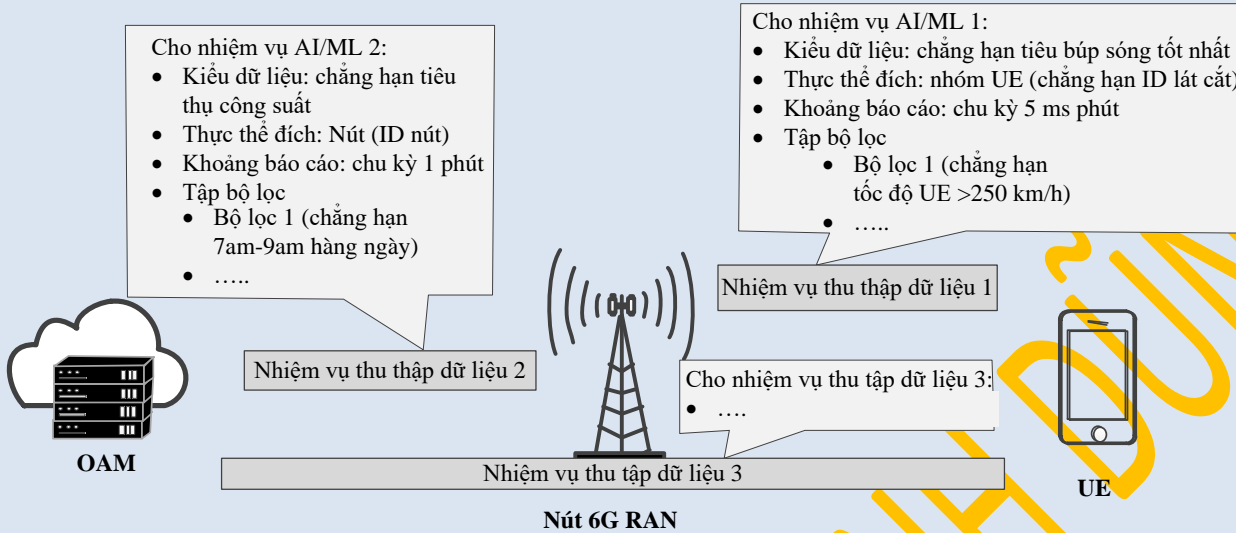 Cho nhiệm vụ AI/ML 2:
• Kiểu dữ liệu: chẳng hạn tiêu
thụ công suất
• Thực thể đích: Nút (ID nút)
• Khoảng báo cáo: chu kỳ 1 phút
• Tập bộ lọc
• Bộ lọc 1 (chẳng hạn
7am-9am hàng ngày)
• …..
Cho nhiệm vụ AI/ML 1:
• Kiểu dữ liệu: chẳng hạn tiêu búp sóng tốt nhất
• Thực thể đích: nhóm UE (chẳng hạn ID lát cắt)
• Khoảng báo cáo: chu kỳ 5 ms phút
• Tập bộ lọc
• Bộ lọc 1 (chẳng hạn
tốc độ UE >250 km/h)
• …..
Nhiệm vụ thu thập dữ liệu 1
Nhiệm vụ thu thập dữ liệu 2
Cho nhiệm vụ thu tập dữ liệu 3:
• ….
OAM
Nhiệm vụ thu tập dữ liệu 3
UE
Nút 6G RAN